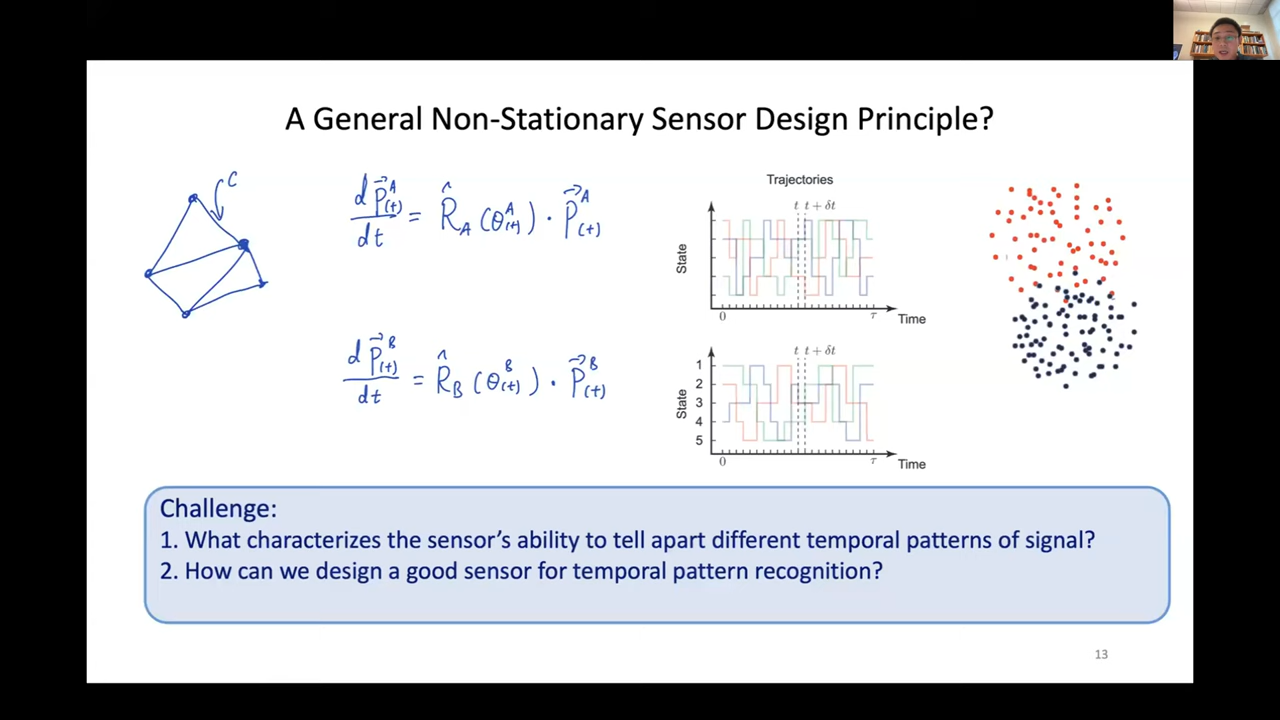 A General Non-Stationary Sensor Design Principle?
C
dP⃗ᴬ(t)/dt = R̂_A (θᴬ(t)) · P⃗ᴬ(t)
Trajectories
t t + δt
State
0 τ Time
dP⃗ᴮ(t)/dt = R̂_B (θᴮ(t)) · P⃗ᴮ(t)
t t + δt
1
2
State 3
4
5
0 τ Time
Challenge:
1. What characterizes the sensor's ability to tell apart different temporal patterns of signal?
2. How can we design a good sensor for temporal pattern recognition?
13